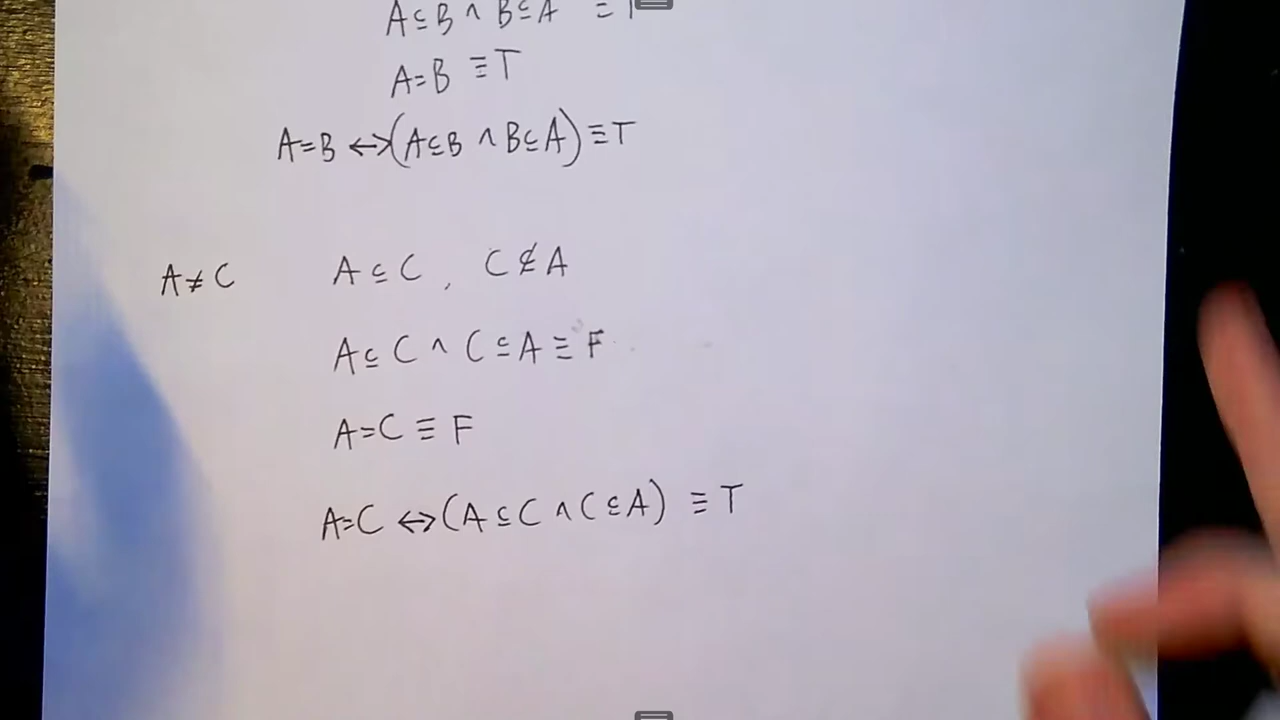 A⊆B ∧ B⊆A ≡ T
A=B ≡T
A=B ↔(A⊆B ∧ B⊆A) ≡T
A≠C A ⊆ C , C ⊈ A
A⊆ C ∧ C ⊆ A ≡ F
A=C ≡ F
A=C ↔ (A ⊆ C ∧ C ⊆ A) ≡ T